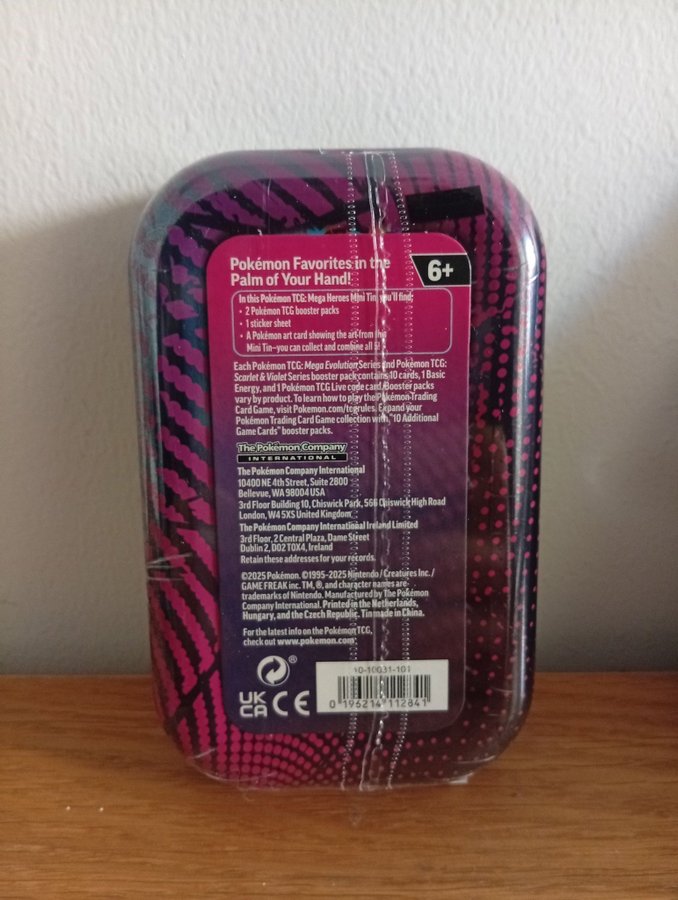 Pokémon Favorites in the
Palm of Your Hand!
6+
In this Pokémon TCG: Mega Heroes Mini Tin, you'll find:
• 2 Pokémon TCG booster packs
• 1 sticker sheet
• A Pokémon art card showing the art from this
Mini Tin—you can collect and combine all 5!
Each Pokémon TCG: Mega Evolution Series and Pokémon TCG:
Scarlet & Violet Series booster pack contains 10 cards, 1 Basic
Energy, and 1 Pokémon TCG Live code card. Booster packs
vary by product. To learn how to play the Pokémon Trading
Card Game, visit Pokemon.com/tcgrules. Expand your
Pokémon Trading Card Game collection with "10 Additional
Game Cards" booster packs.
The Pokémon Company
INTERNATIONAL
The Pokémon Company International
10400 NE 4th Street, Suite 2800
Bellevue, WA 98004 USA
3rd Floor Building 10, Chiswick Park, 566 Chiswick High Road
London, W4 5XS United Kingdom
The Pokémon Company International Ireland Limited
3rd Floor, 2 Central Plaza, Dame Street
Dublin 2, D02 T0X4, Ireland
Retain these addresses for your records.
©2025 Pokémon. ©1995-2025 Nintendo / Creatures Inc. /
GAME FREAK inc. TM, ®, and character names are
trademarks of Nintendo. Manufactured by The Pokémon
Company International. Printed in the Netherlands,
Hungary, and the Czech Republic. Tin made in China.
For the latest info on the Pokémon TCG,
check out www.pokemon.com.
®
UK
CA CE
10-10031-101
0 196214 112841